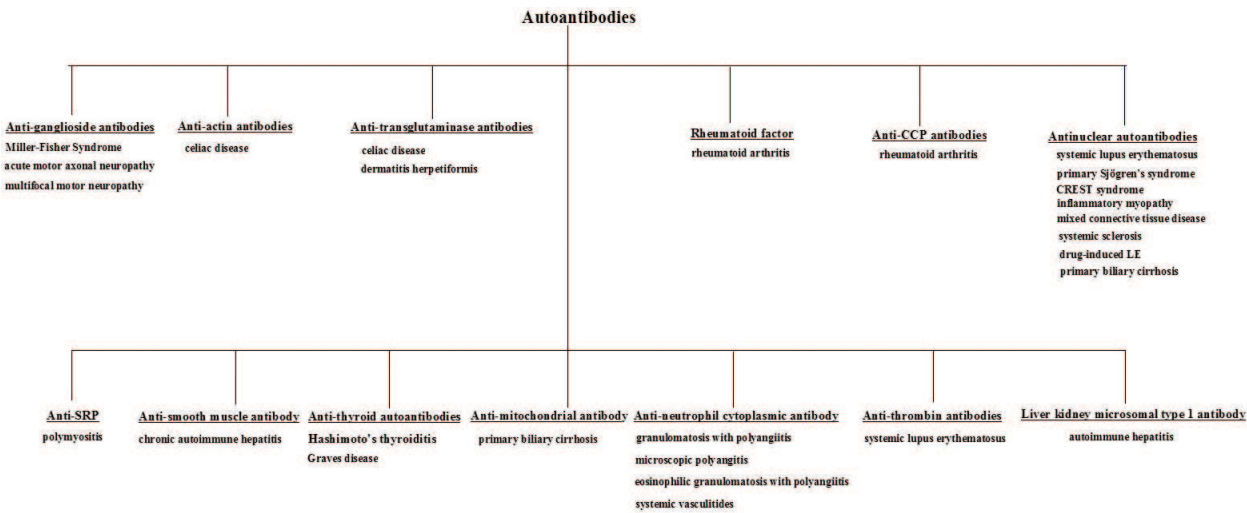 Autoantibodies
Anti-ganglioside antibodies
Miller-Fisher Syndrome
acute motor axonal neuropathy
multifocal motor neuropathy
Anti-actin antibodies
celiac disease
Anti-transglutaminase antibodies
celiac disease
dermatitis herpetiformis
Rheumatoid factor
rheumatoid arthritis
Anti-CCP antibodies
rheumatoid arthritis
Antinuclear autoantibodies
systemic lupus erythematosus
primary Sjögren's syndrome
CREST syndrome
inflammatory myopathy
mixed connective tissue disease
systemic sclerosis
drug-induced LE
primary biliary cirrhosis
Anti-SRP
polymyositis
Anti-smooth muscle antibody
chronic autoimmune hepatitis
Anti-thyroid autoantibodies
Hashimoto's thyroiditis
Graves disease
Anti-mitochondrial antibody
primary biliary cirrhosis
Anti-neutrophil cytoplasmic antibody
granulomatosis with polyangiitis
microscopic polyangitis
eosinophilic granulomatosis with polyangiitis
systemic vasculitides
Anti-thrombin antibodies
systemic lupus erythematosus
Liver kidney microsomal type 1 antibody
autoimmune hepatitis